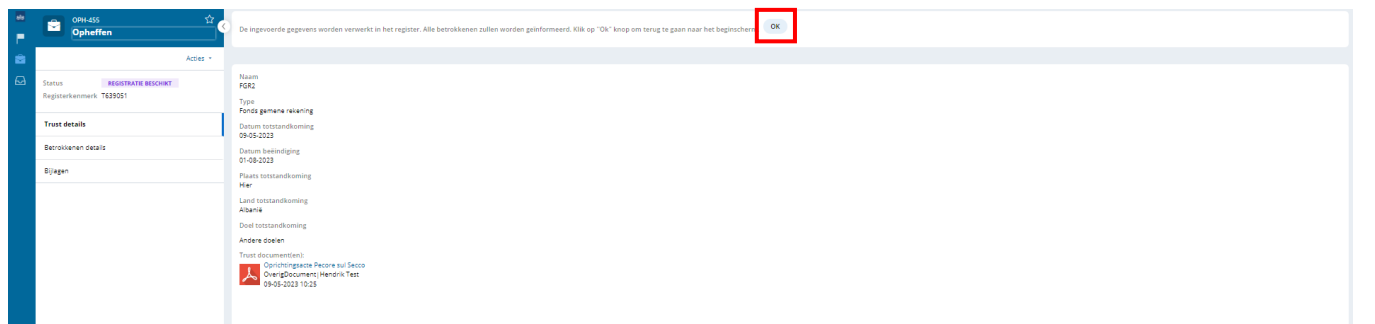 OPH-455
Opheffen
Acties
Status REGISTRATIE BESCHIKT
Registerkenmerk T639051
Trust details
Betrokkenen details
Bijlagen
De ingevoerde gegevens worden verwerkt in het register. Alle betrokkenen zullen worden geinformeerd. Klik op "Ok" knop om terug te gaan naar het beginscherm
OK
Naam
FGR2
Type
Fonds gemene rekening
Datum totstandkoming
09-05-2023
Datum beëindiging
01-08-2023
Plaats totstandkoming
Hier
Land totstandkoming
Albanië
Doel totstandkoming
Andere doelen
Trust document(en):
Oprichtingsacte Pecore sul Secco
OverigDocument| Hendrik Test
09-05-2023 10:25